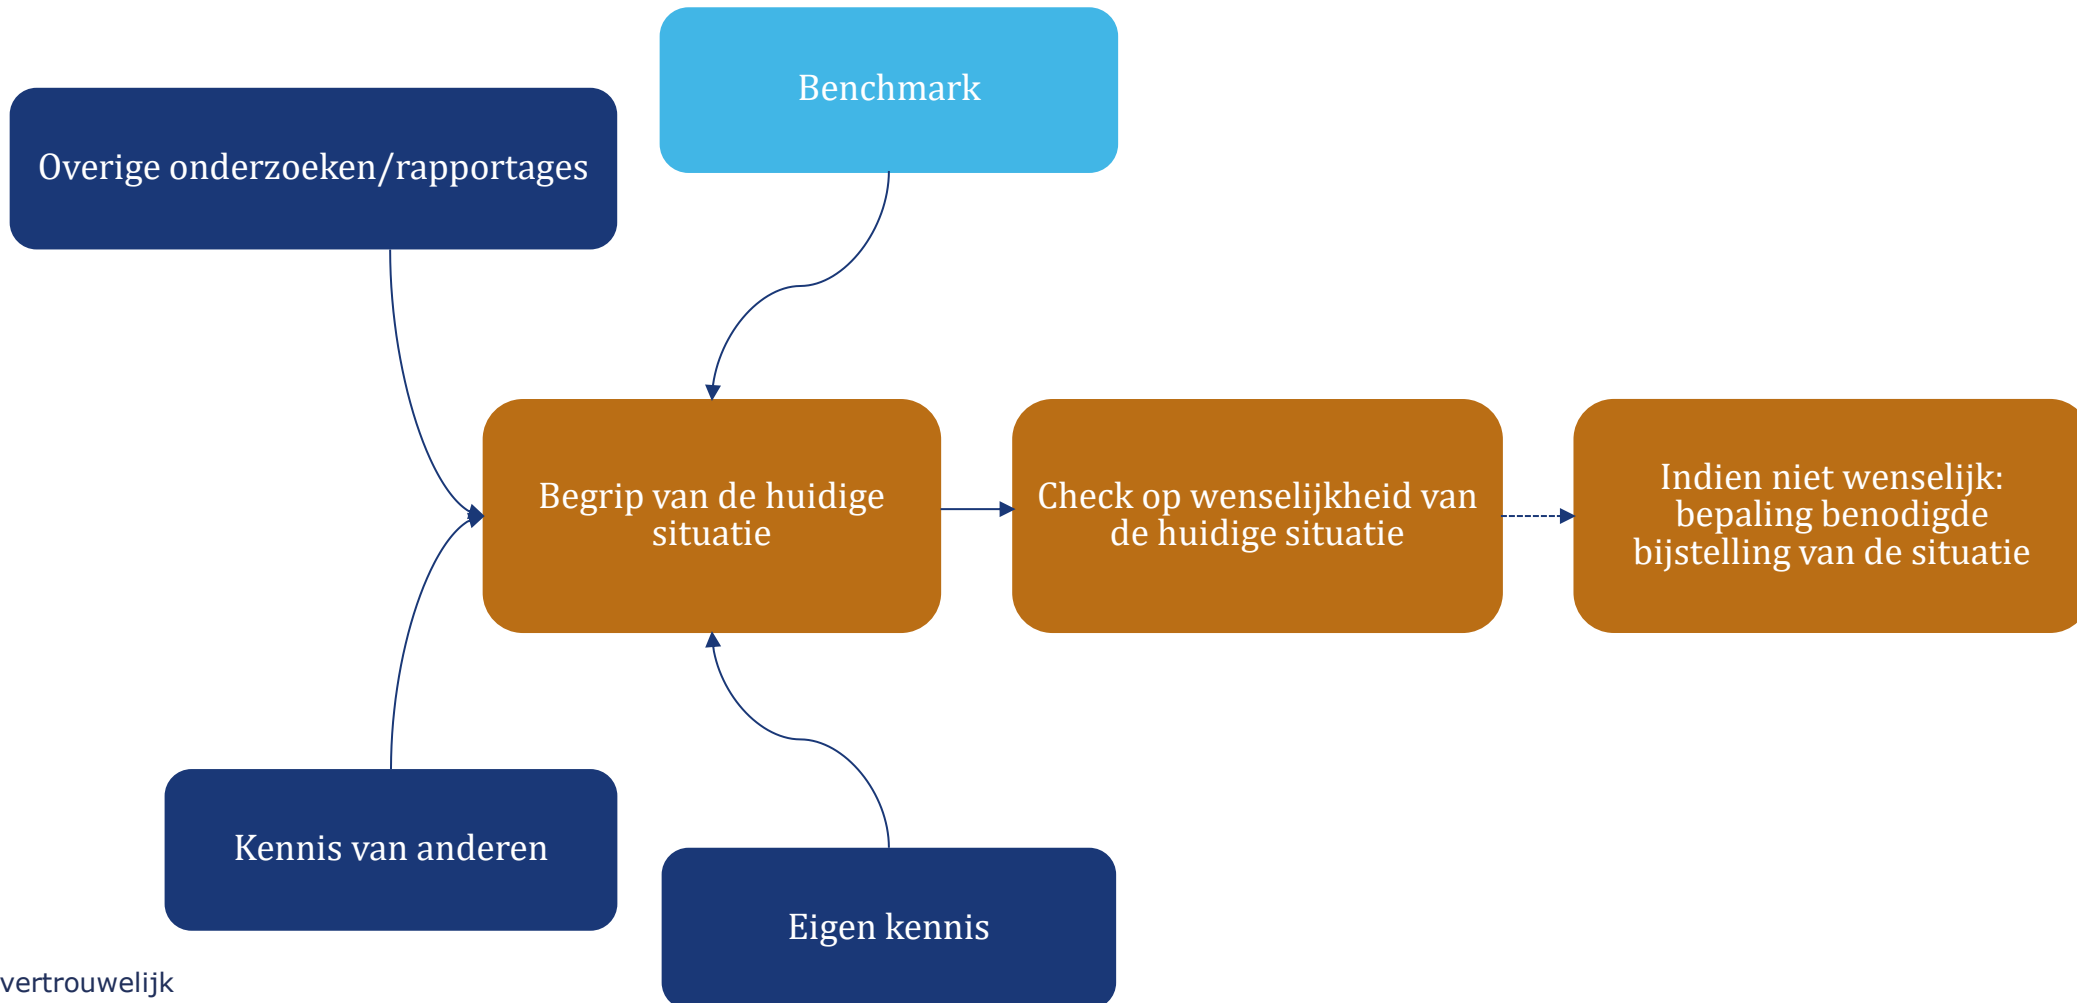 Benchmark
Overige onderzoeken/rapportages
Begrip van de huidige
situatie
Check op wenselijkheid van
de huidige situatie
Indien niet wenselijk:
bepaling benodigde
bijstelling van de situatie
Kennis van anderen
Eigen kennis
vertrouwelijk